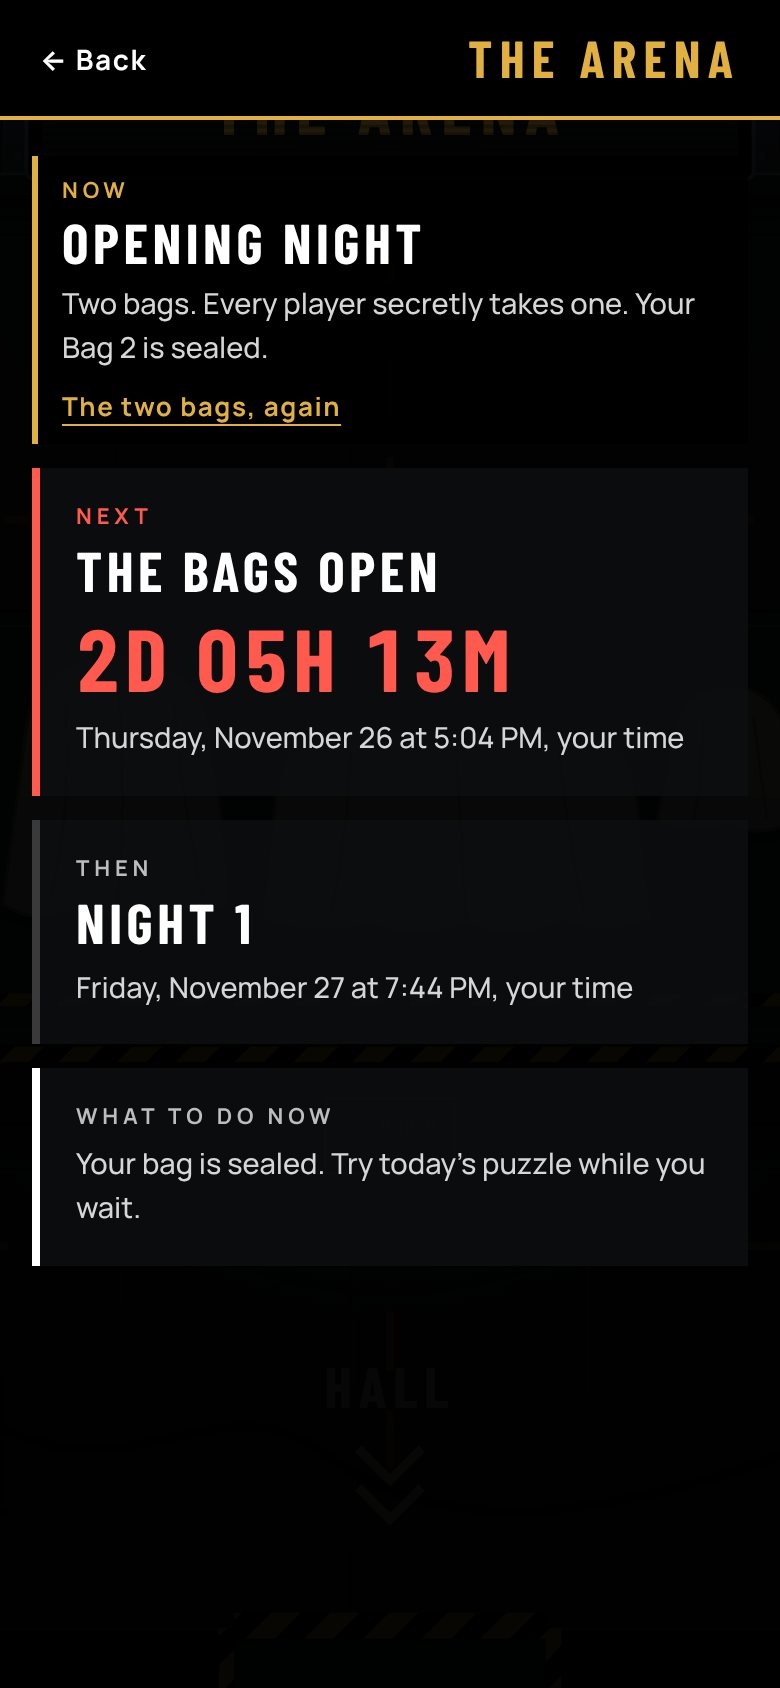 ← Back
THE ARENA
THE ARENA
NOW
OPENING NIGHT
Two bags. Every player secretly takes one. Your
Bag 2 is sealed.
The two bags, again
NEXT
THE BAGS OPEN
2D 05H 13M
Thursday, November 26 at 5:04 PM, your time
THEN
NIGHT 1
Friday, November 27 at 7:44 PM, your time
WHAT TO DO NOW
Your bag is sealed. Try today's puzzle while you
wait.
HALL